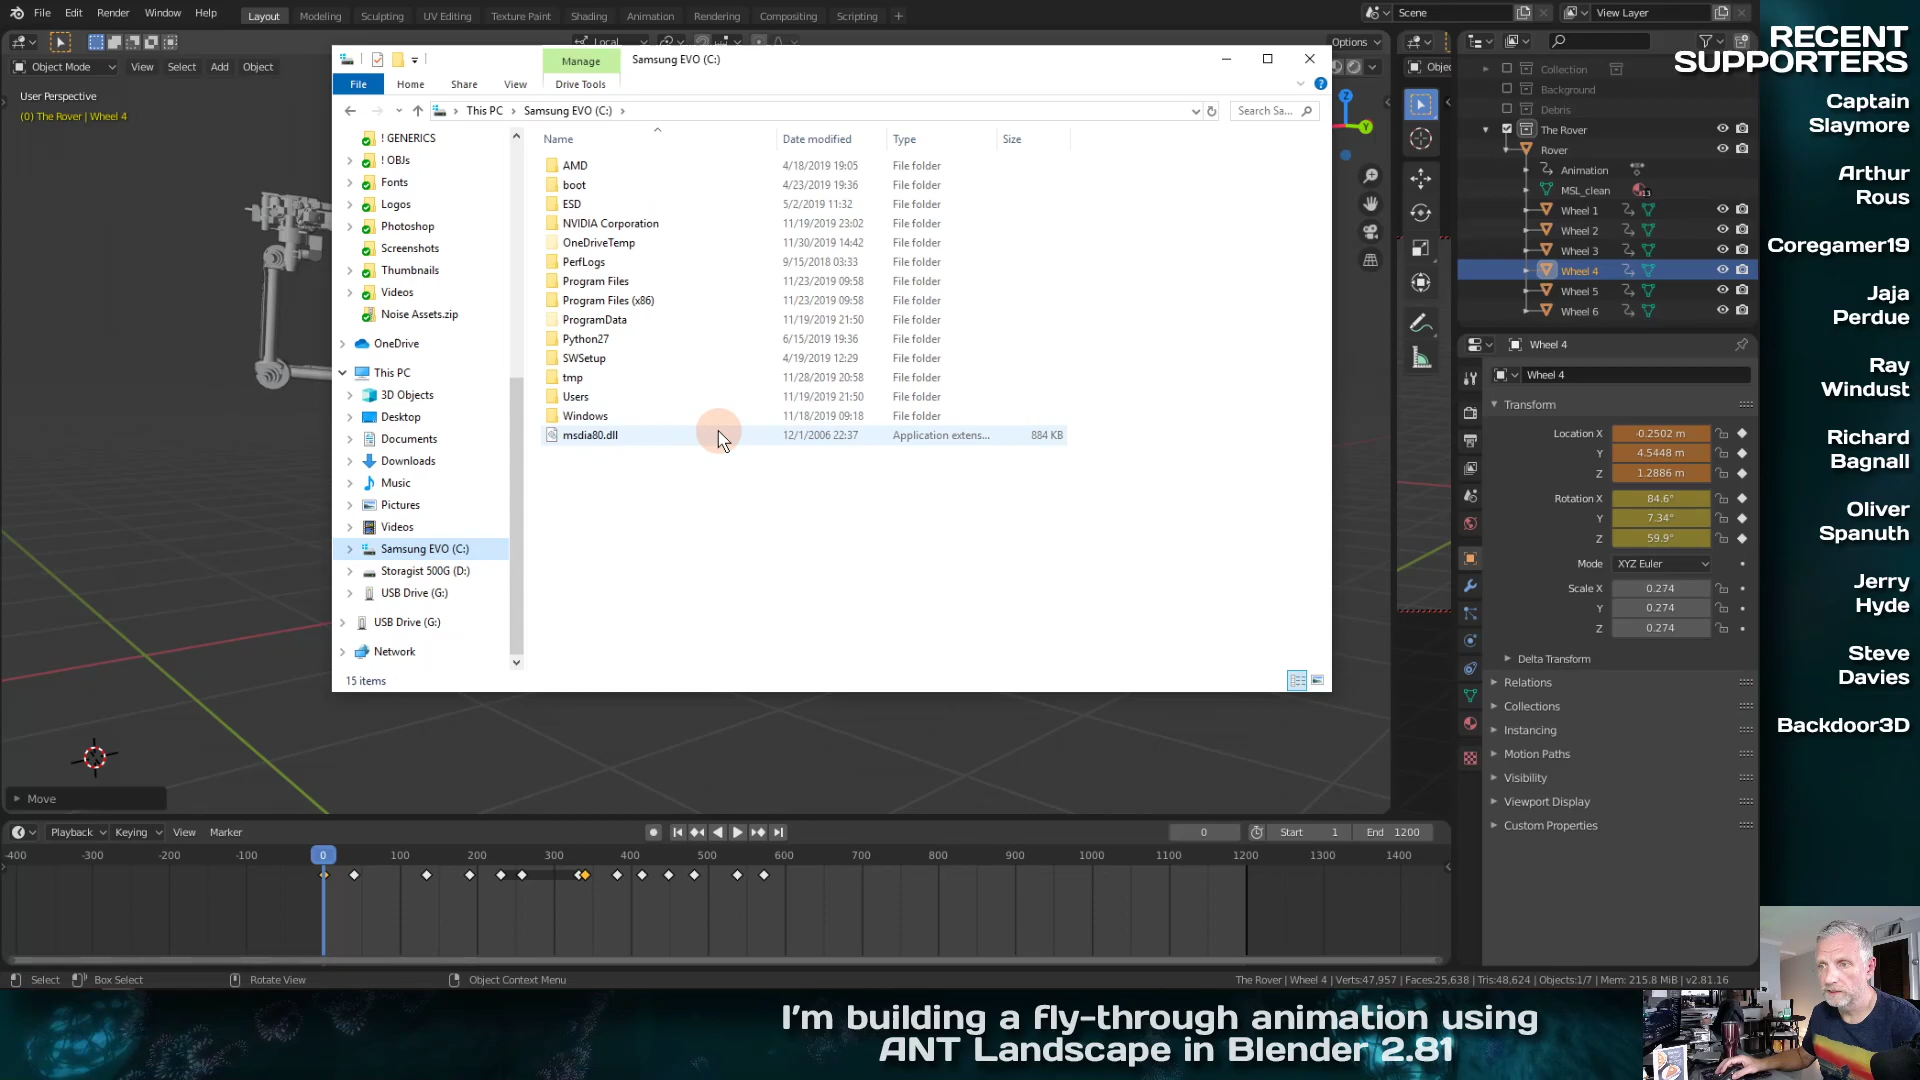 File Edit Render Window Help
Layout Modeling Sculpting UV Editing Texture Paint Shading Animation Rendering Compositing Scripting +
Scene
View Layer
Local
Options
Object Mode View Select Add Object
User Perspective
(0) The Rover | Wheel 4
Manage
Samsung EVO (C:)
File Home Share View Drive Tools
This PC > Samsung EVO (C:) >
Search Sa...
! GENERICS
! OBJs
Fonts
Logos
Photoshop
Screenshots
Thumbnails
Videos
Noise Assets.zip
OneDrive
This PC
3D Objects
Desktop
Documents
Downloads
Music
Pictures
Videos
Samsung EVO (C:)
Storagist 500G (D:)
USB Drive (G:)
USB Drive (G:)
Network
15 items
Name Date modified Type Size
AMD 4/18/2019 19:05 File folder
boot 4/23/2019 19:36 File folder
ESD 5/2/2019 11:32 File folder
NVIDIA Corporation 11/19/2019 23:02 File folder
OneDriveTemp 11/30/2019 14:42 File folder
PerfLogs 9/15/2018 03:33 File folder
Program Files 11/23/2019 09:58 File folder
Program Files (x86) 11/23/2019 09:58 File folder
ProgramData 11/19/2019 21:50 File folder
Python27 6/15/2019 19:36 File folder
SWSetup 4/19/2019 12:29 File folder
tmp 11/28/2019 20:58 File folder
Users 11/19/2019 21:50 File folder
Windows 11/18/2019 09:18 File folder
msdia80.dll 12/1/2006 22:37 Application extens... 884 KB
Collection
Background
Debris
The Rover
Rover
Animation
MSL_clean 13
Wheel 1
Wheel 2
Wheel 3
Wheel 4
Wheel 5
Wheel 6
Wheel 4
Wheel 4
Transform
Location X -0.2502 m
Y 4.5448 m
Z 1.2886 m
Rotation X 84.6°
Y 7.34°
Z 59.9°
Mode XYZ Euler
Scale X 0.274
Y 0.274
Z 0.274
Delta Transform
Relations
Collections
Instancing
Motion Paths
Visibility
Viewport Display
Custom Properties
Move
Playback Keying View Marker
0 Start 1 End 1200
-400 -300 -200 -100 0 100 200 300 400 500 600 700 800 900 1000 1100 1200 1300 1400
Select Box Select Rotate View Object Context Menu
The Rover | Wheel 4 | Verts:47,957 | Faces:25,638 | Tris:48,624 | Objects:1/7 | Mem: 215.8 MiB | v2.81.16
RECENT
SUPPORTERS
Captain
Slaymore
Arthur
Rous
Coregamer19
Jaja
Perdue
Ray
Windust
Richard
Bagnall
Oliver
Spanuth
Jerry
Hyde
Steve
Davies
Backdoor3D
I'm building a fly-through animation using
ANT Landscape in Blender 2.81